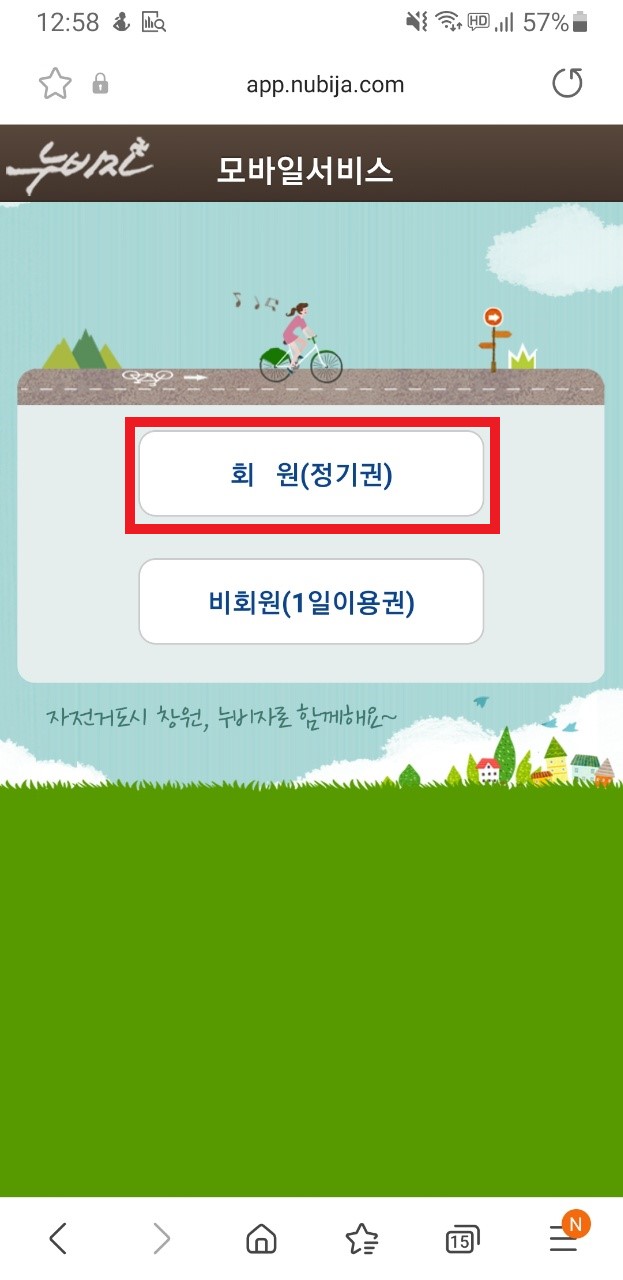 12:58 HD 57%
app.nubija.com
누비자 모바일서비스
회 원(정기권)
비회원(1일이용권)
자전거도시 창원, 누비자로 함께해요~
15 N